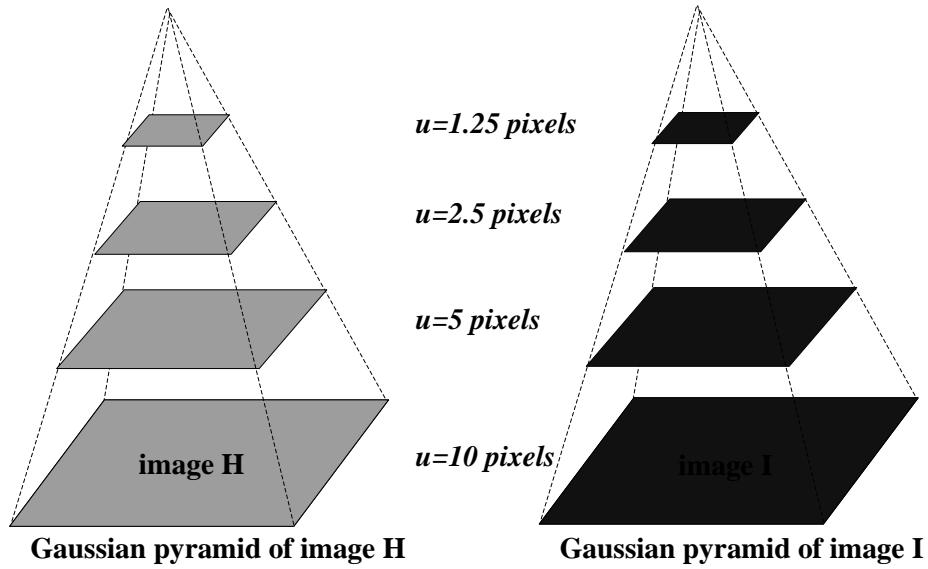 u=1.25 pixels
u=2.5 pixels
u=5 pixels
image H
u=10 pixels
image I
Gaussian pyramid of image H
Gaussian pyramid of image I